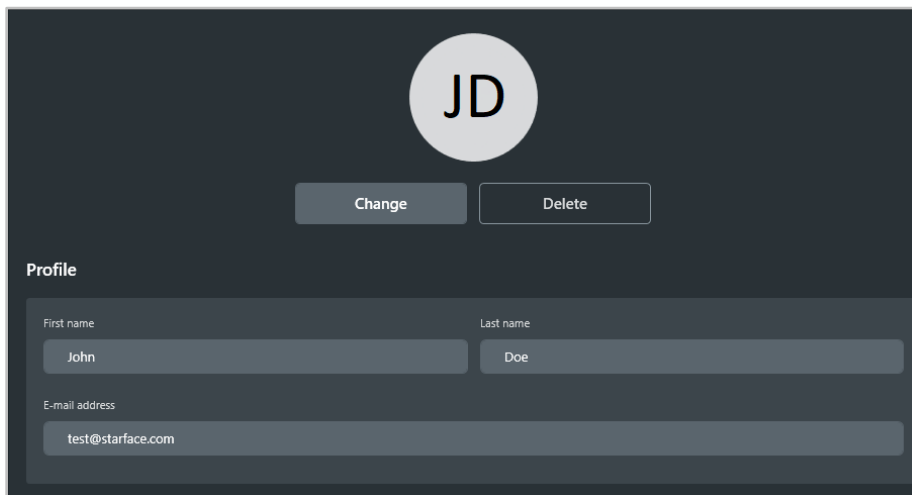 JD
Change Delete
Profile
First name Last name
John Doe
E-mail address
test@starface.com